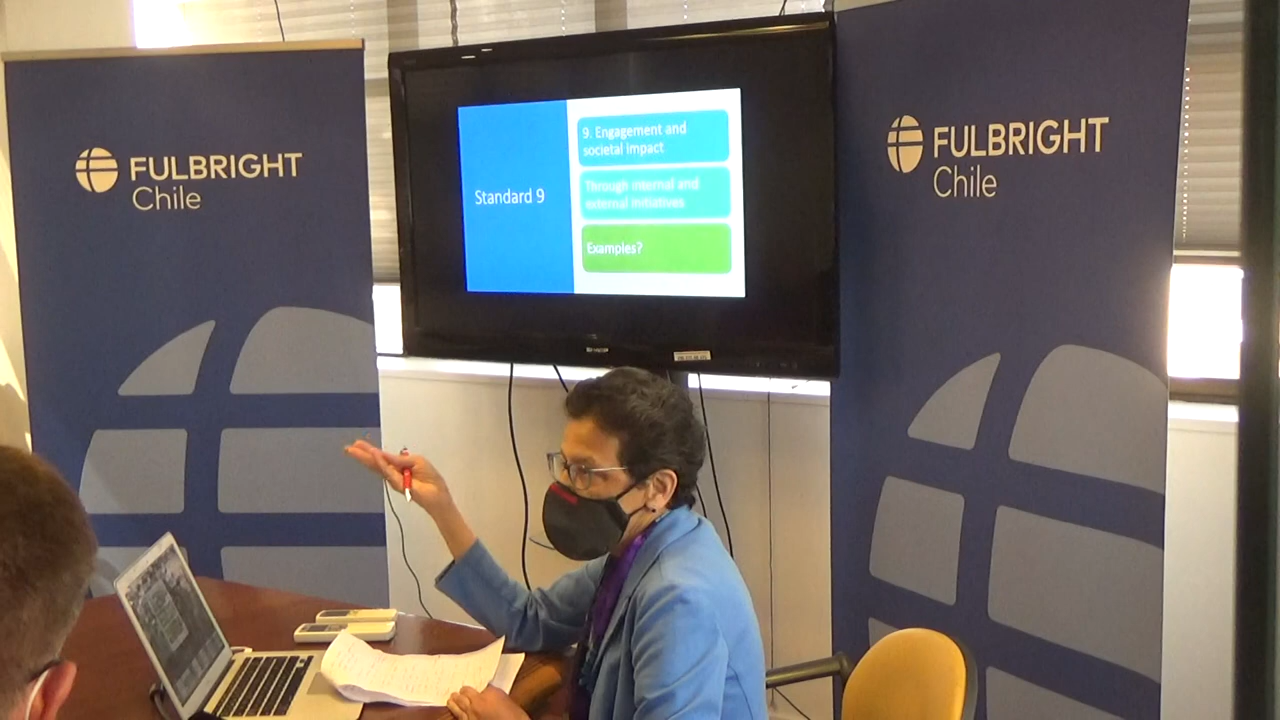 FULBRIGHT
Chile
Standard 9
9. Engagement and
societal impact
Through internal and
external initiatives
Examples?
FULBRIGHT
Chile